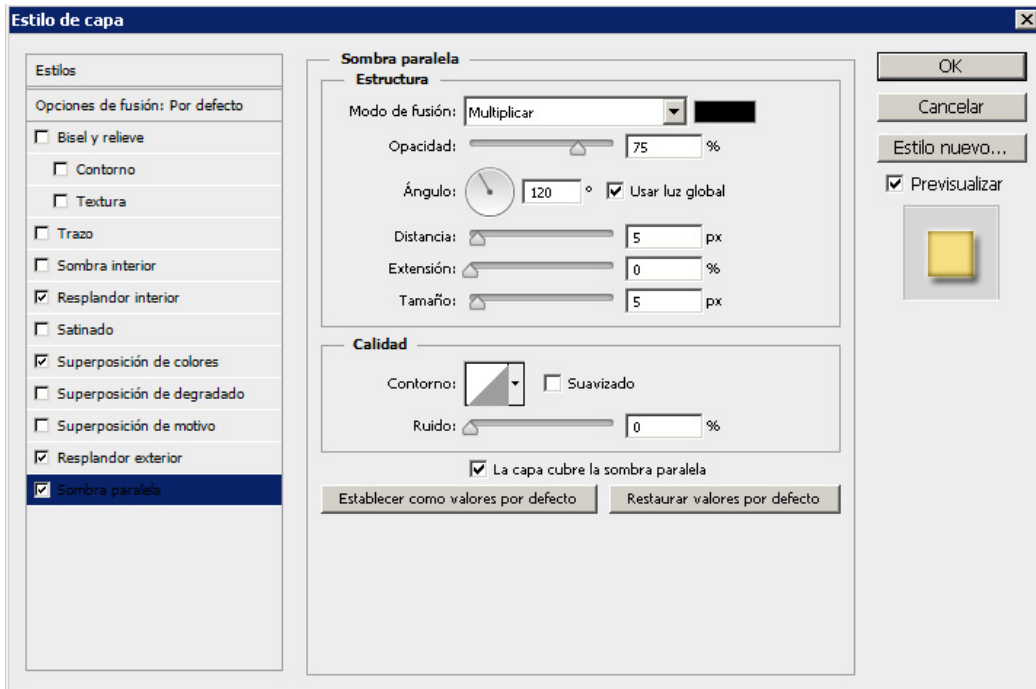 Estilo de capa
Estilos
Opciones de fusión: Por defecto
Bisel y relieve
Contorno
Textura
Trazo
Sombra interior
Resplandor interior
Satinado
Superposición de colores
Superposición de degradado
Superposición de motivo
Resplandor exterior
Sombra paralela
Sombra paralela
Estructura
Modo de fusión: Multiplicar
Opacidad: 75 %
Ángulo: 120 ° Usar luz global
Distancia: 5 px
Extensión: 0 %
Tamaño: 5 px
Calidad
Contorno: Suavizado
Ruido: 0 %
La capa cubre la sombra paralela
Establecer como valores por defecto Restaurar valores por defecto
OK
Cancelar
Estilo nuevo...
Previsualizar